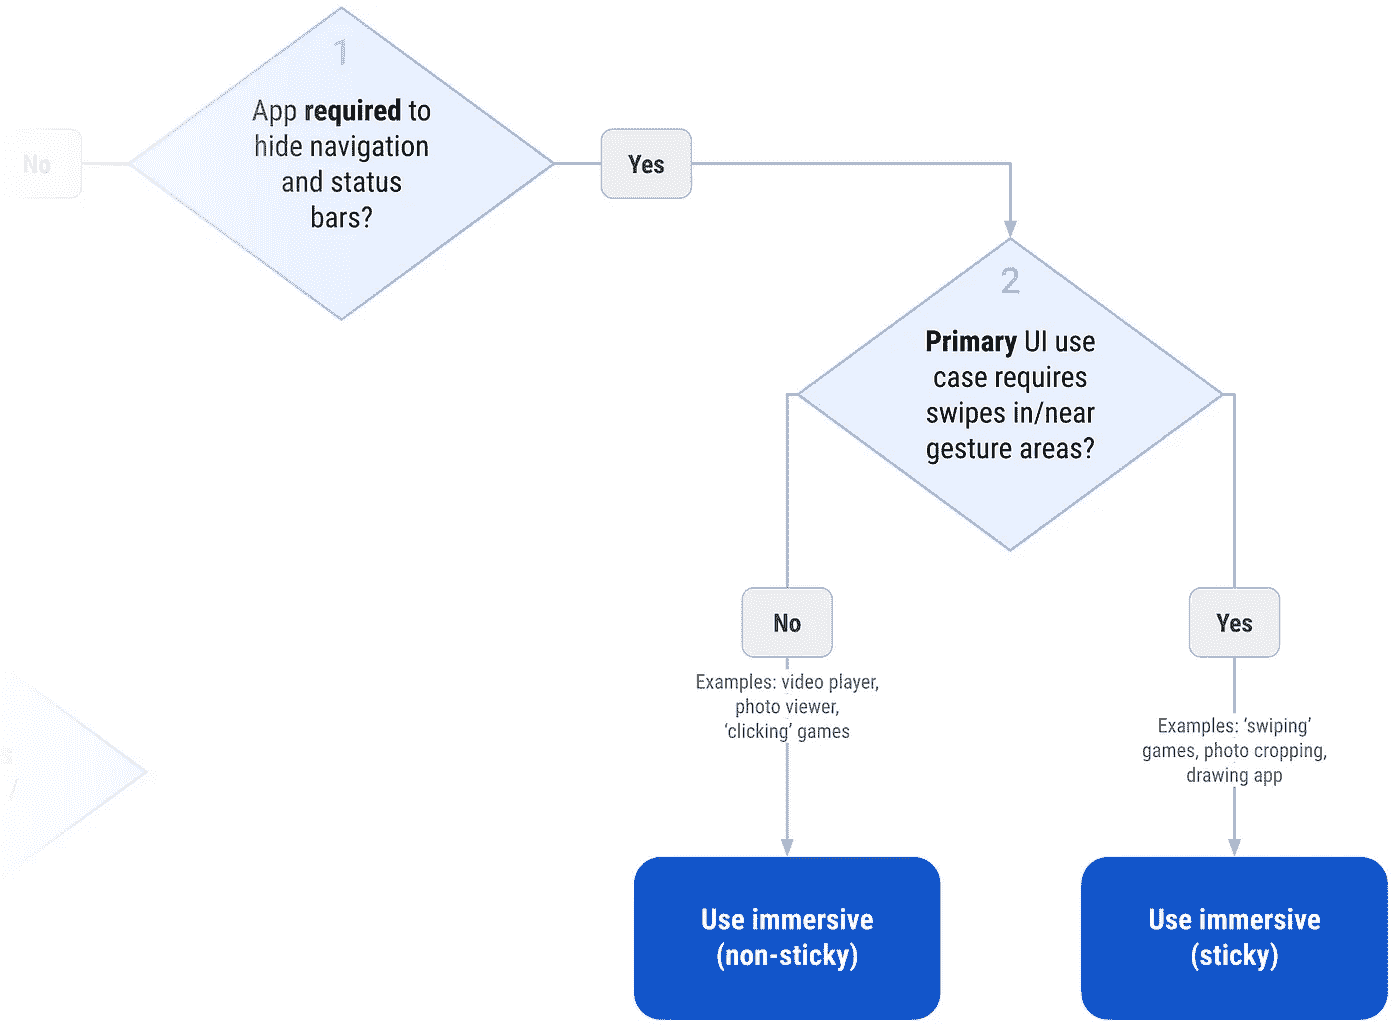 1
App required to
hide navigation
and status
bars?
No
Yes
2
Primary UI use
case requires
swipes in/near
gesture areas?
No
Yes
Examples: video player,
photo viewer,
‘clicking’ games
Examples: ‘swiping’
games, photo cropping,
drawing app
Use immersive
(non-sticky)
Use immersive
(sticky)